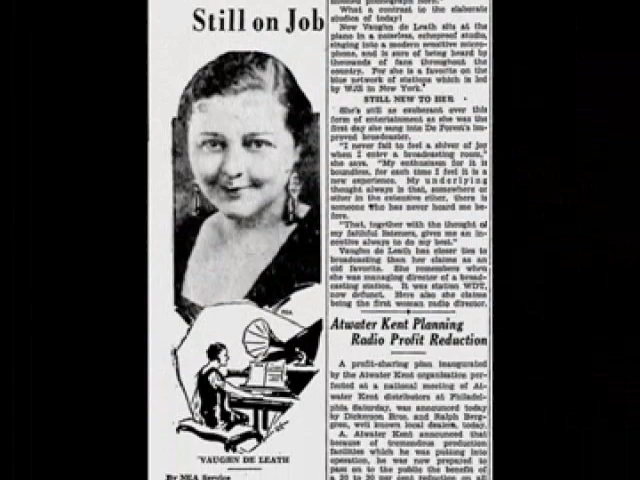 Still on Job
'VAUGHN DE LEATH
By NEA Service
What a contrast to the elaborate
studios of today!
Now Vaughn de Leath sits at the
piano in a noiseless, echoproof studio,
singing into a modern sensitive micro-
phone, and is sure of being heard by
thousands of fans throughout the
country. For she is a favorite on the
blue network of stations which is led
by WJZ in New York.
STILL NEW TO HER
She's still as exuberant over this
form of entertainment as she was the
first day she sang into De Forest's im-
proved broadcaster.
"I never fail to feel a shiver of joy
when I enter a broadcasting room,"
she says. "My enthusiasm for it is
boundless, for each time I feel it is a
new experience. My underlying
thought always is that, somewhere or
other in the extensive ether, there is
someone who has never heard me be-
fore.
"That, together with the thought of
my faithful listeners, gives me an in-
centive always to do my best."
Vaughn de Leath has closer ties to
broadcasting than her claims as an
old favorite. She remembers when
she was managing director of a broad-
casting station. It was station WDT,
now defunct. Here also she claims
being the first woman radio director.
Atwater Kent Planning
Radio Profit Reduction
A profit-sharing plan inaugurated
by the Atwater Kent organization per-
fected at a national meeting of At-
water Kent distributors at Philadel-
phia Saturday, was announced today
by Dickerson Bros. and Ralph Berg-
gren, well known local dealers, today.
A. Atwater Kent announced that
because of tremendous production
facilities which he was putting into
operation, he was now prepared to
pass on to the public the benefit of
a 20 to 30 per cent reduction on all